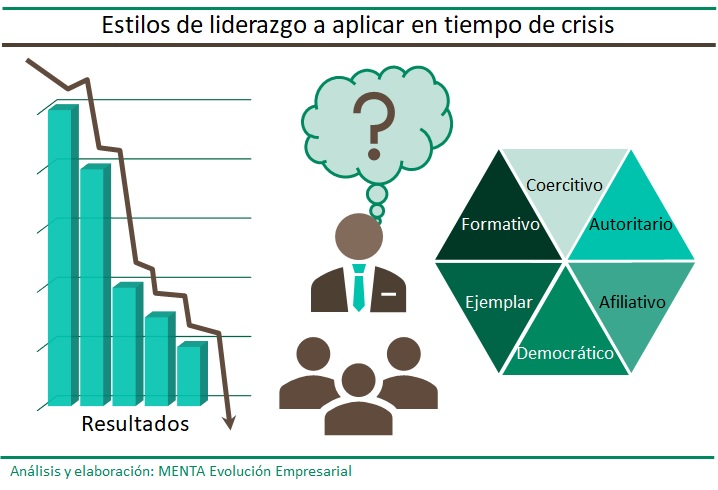 Estilos de liderazgo a aplicar en tiempo de crisis
?
Coercitivo
Formativo
Autoritario
Ejemplar
Afiliativo
Democrático
Resultados
Análisis y elaboración: MENTA Evolución Empresarial